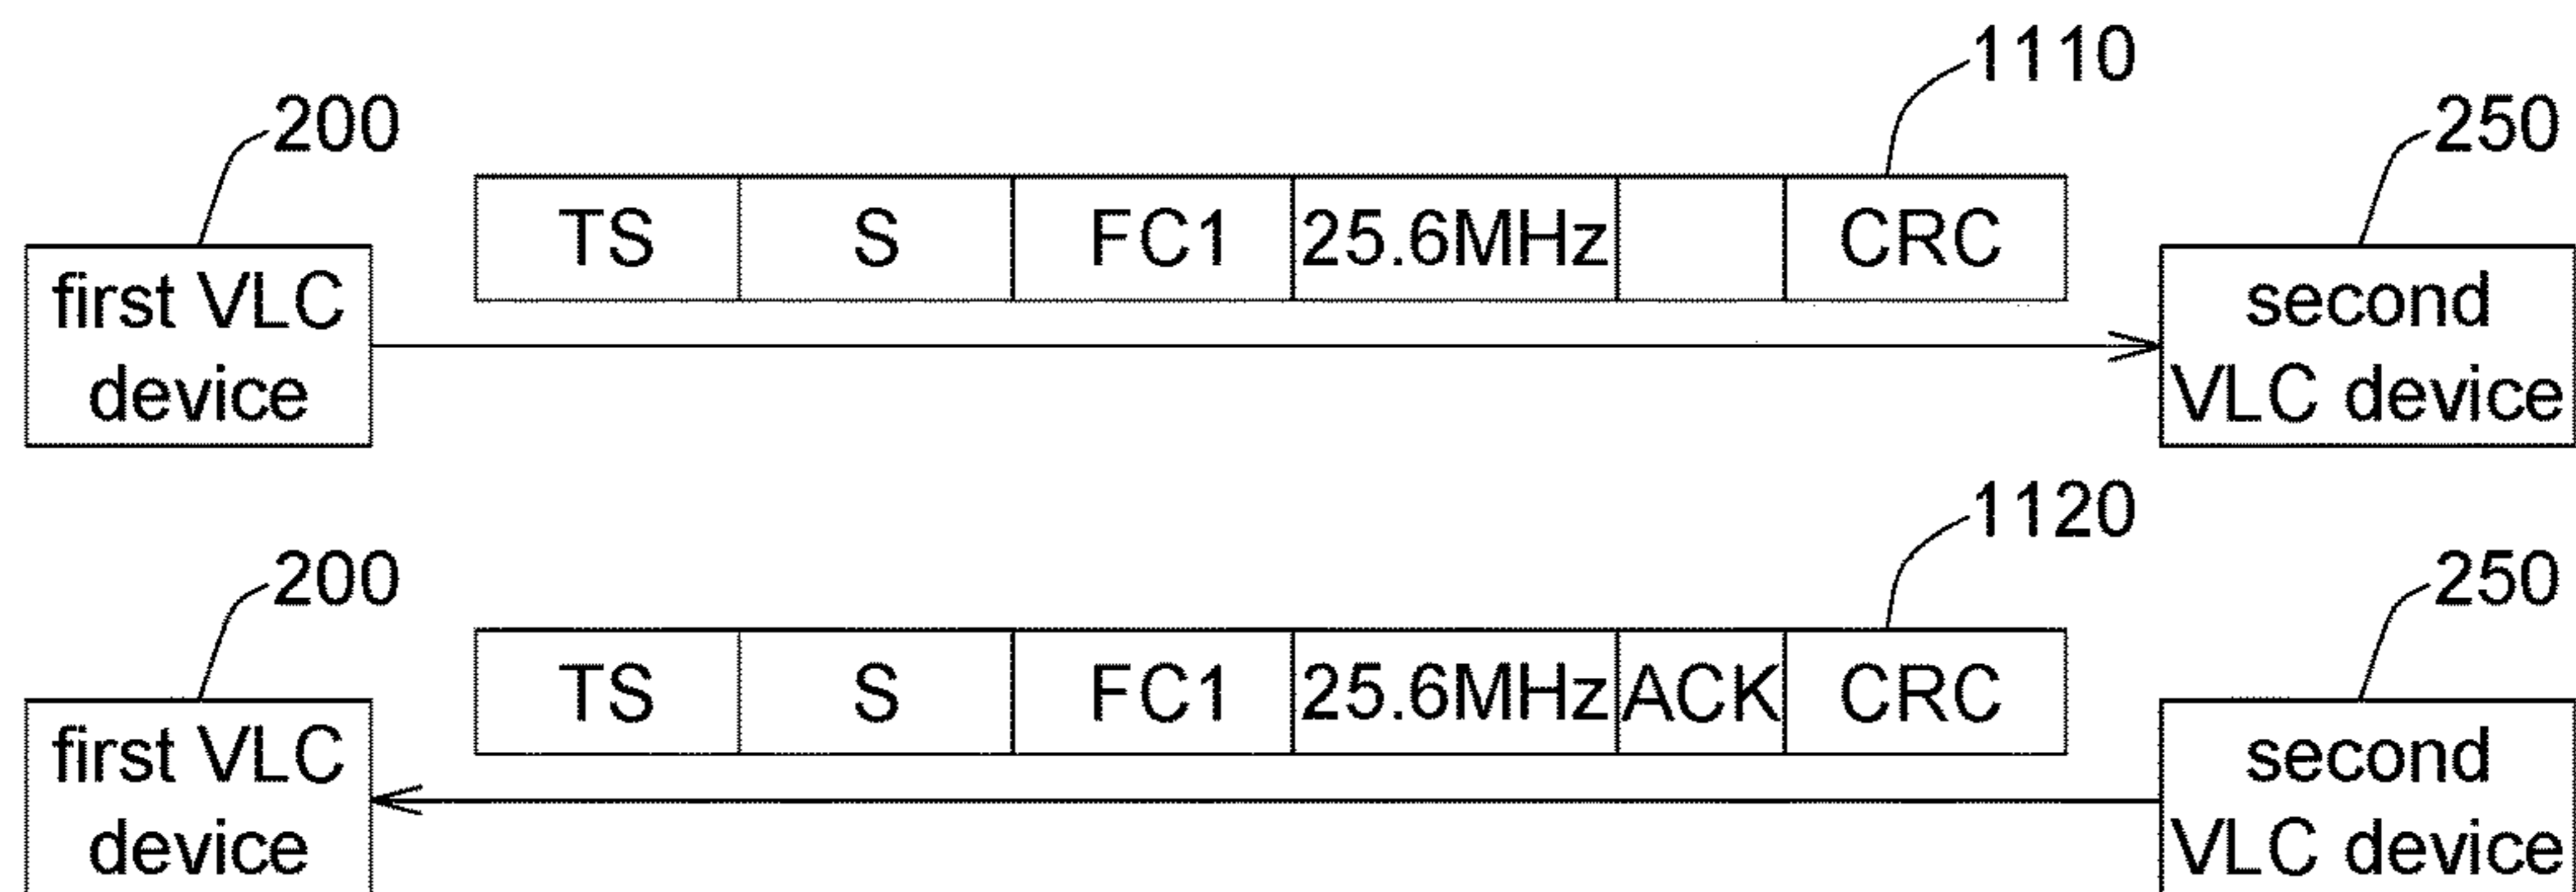 1110
200
250
TS S FC1 25.6MHz CRC
first VLC
device
second
VLC device
1120
200
250
TS S FC1 25.6MHz ACK CRC
first VLC
device
second
VLC device